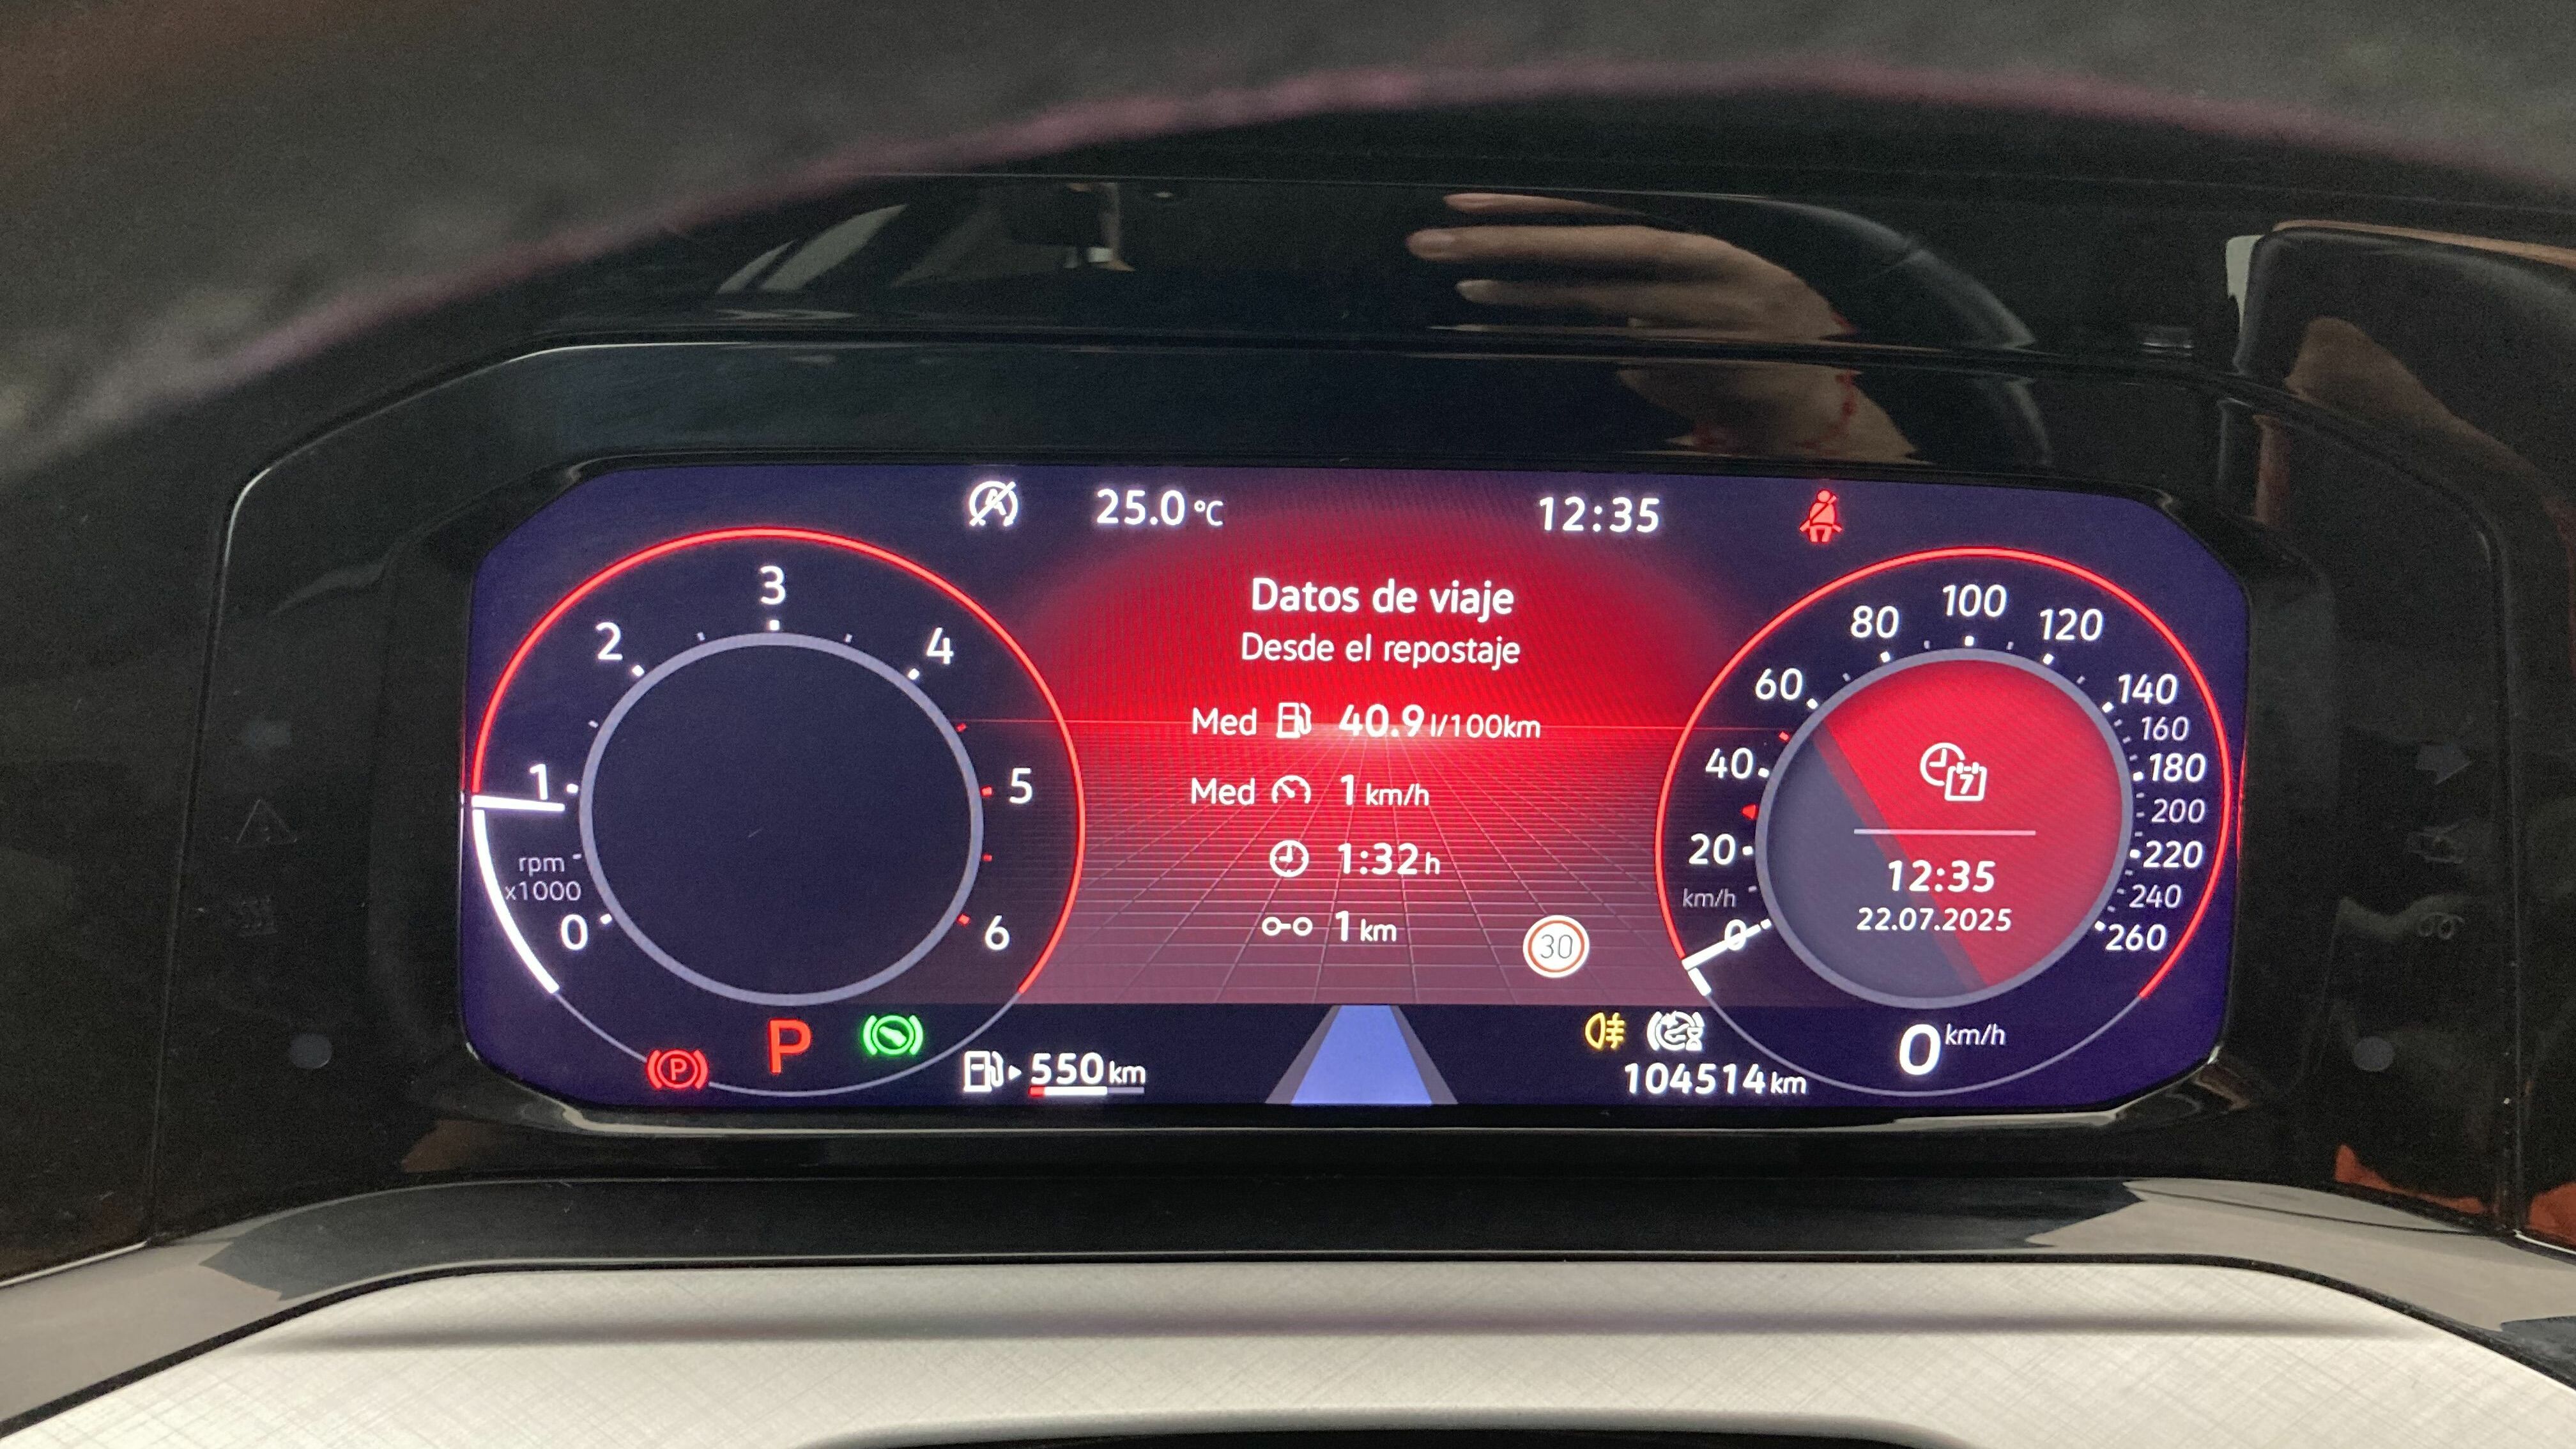 25.0 °C
12:35
Datos de viaje
Desde el repostaje
Med 40.9 l/100km
Med 1 km/h
1:32 h
1 km
30
0
1
2
3
4
5
6
rpm
x1000
P
P
550 km
0
20
40
60
80
100
120
140
160
180
200
220
240
260
km/h
7
12:35
22.07.2025
0 km/h
104514 km